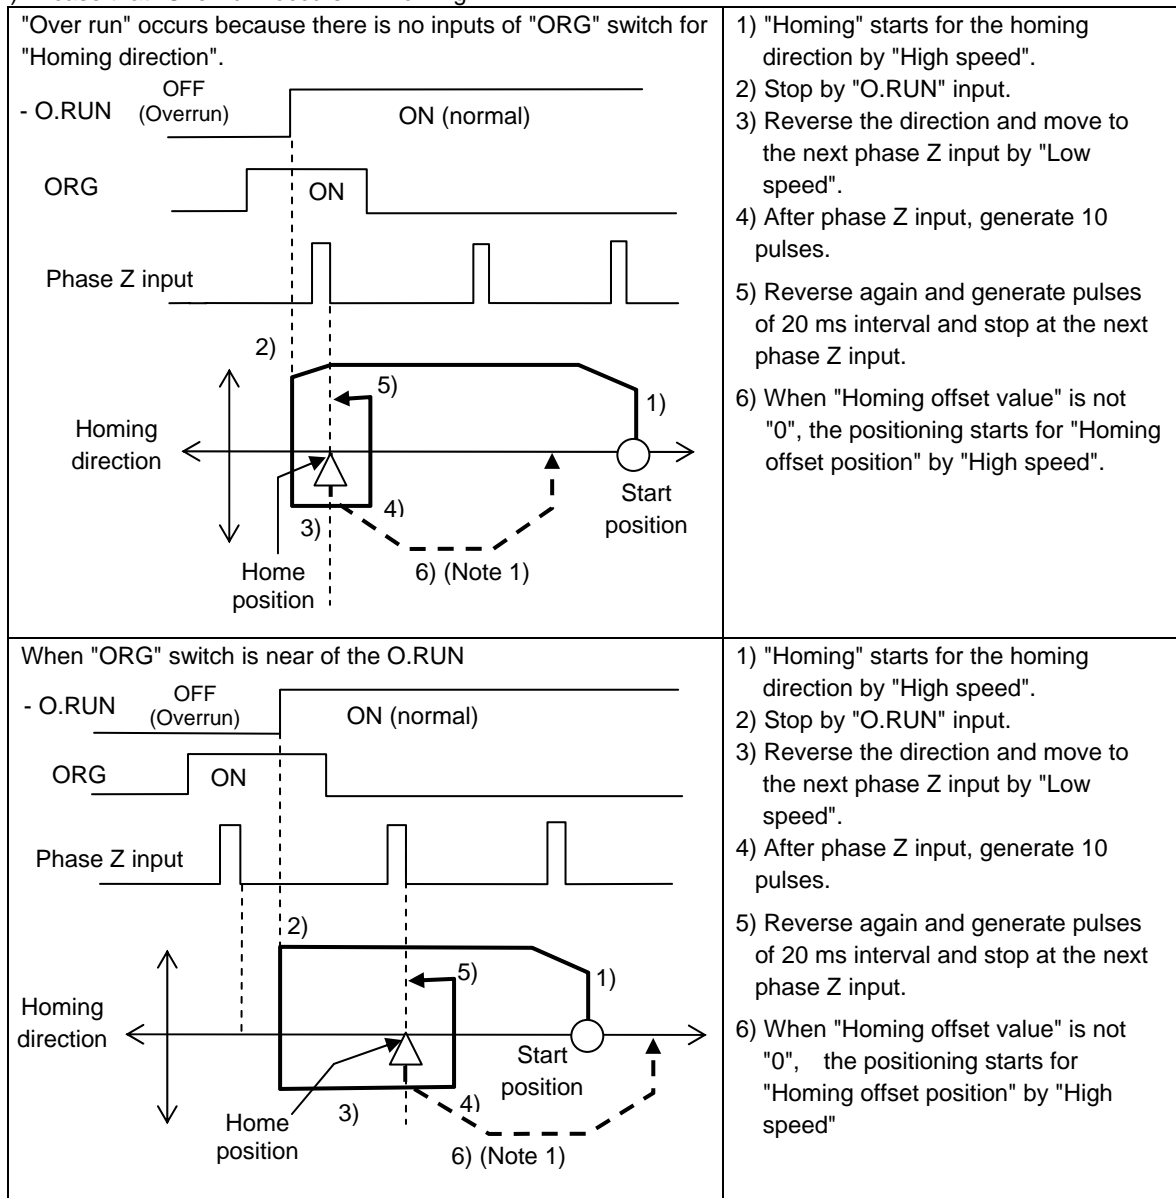 "Over run" occurs because there is no inputs of "ORG" switch for
"Homing direction".
OFF
(Overrun)
- O.RUN
ON (normal)
ORG
ON
Phase Z input
2)
5)
1)
Homing
direction
Start
position
4)
3)
Home
position
6) (Note 1)
1) "Homing" starts for the homing
direction by "High speed".
2) Stop by "O.RUN" input.
3) Reverse the direction and move to
the next phase Z input by "Low
speed".
4) After phase Z input, generate 10
pulses.
5) Reverse again and generate pulses
of 20 ms interval and stop at the next
phase Z input.
6) When "Homing offset value" is not
"0", the positioning starts for "Homing
offset position" by "High speed".
When "ORG" switch is near of the O.RUN
- O.RUN
OFF
(Overrun)
ON (normal)
ORG
ON
Phase Z input
2)
5)
1)
Homing
direction
Start
position
4)
3)
Home
position
6) (Note 1)
1) "Homing" starts for the homing
direction by "High speed".
2) Stop by "O.RUN" input.
3) Reverse the direction and move to
the next phase Z input by "Low
speed".
4) After phase Z input, generate 10
pulses.
5) Reverse again and generate pulses
of 20 ms interval and stop at the next
phase Z input.
6) When "Homing offset value" is not
"0", the positioning starts for
"Homing offset position" by "High
speed"